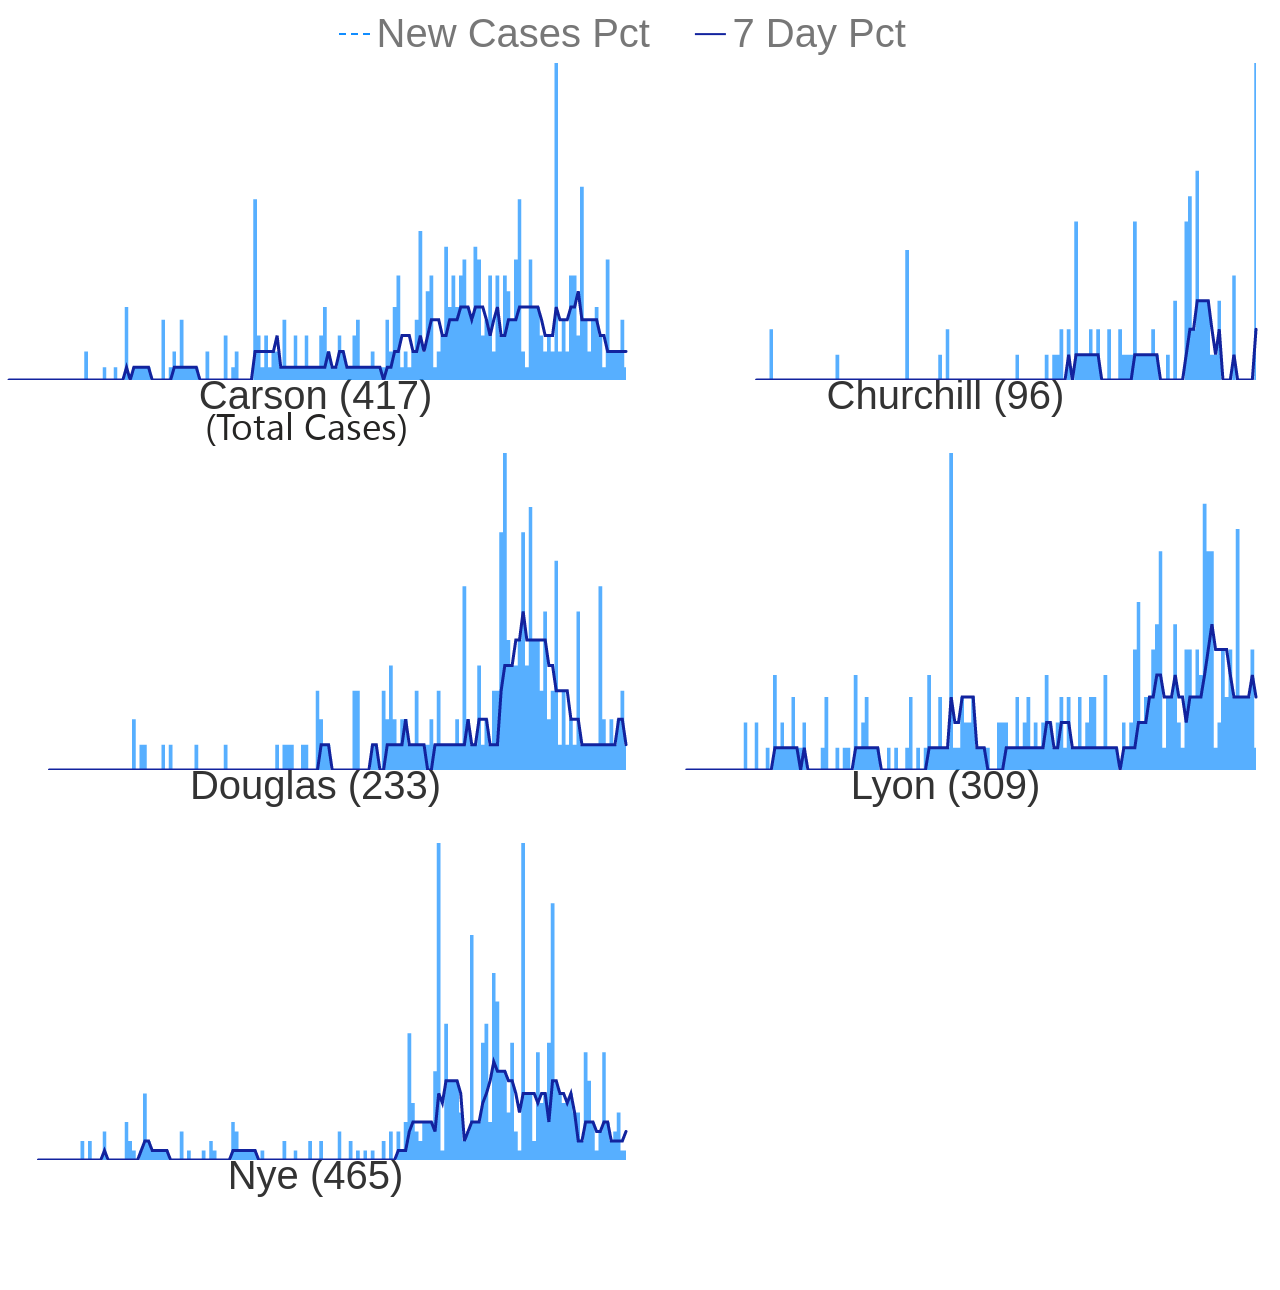 New Cases Pct 7 Day Pct
Carson (417)
(Total Cases)
Churchill (96)
Douglas (233)
Lyon (309)
Nye (465)